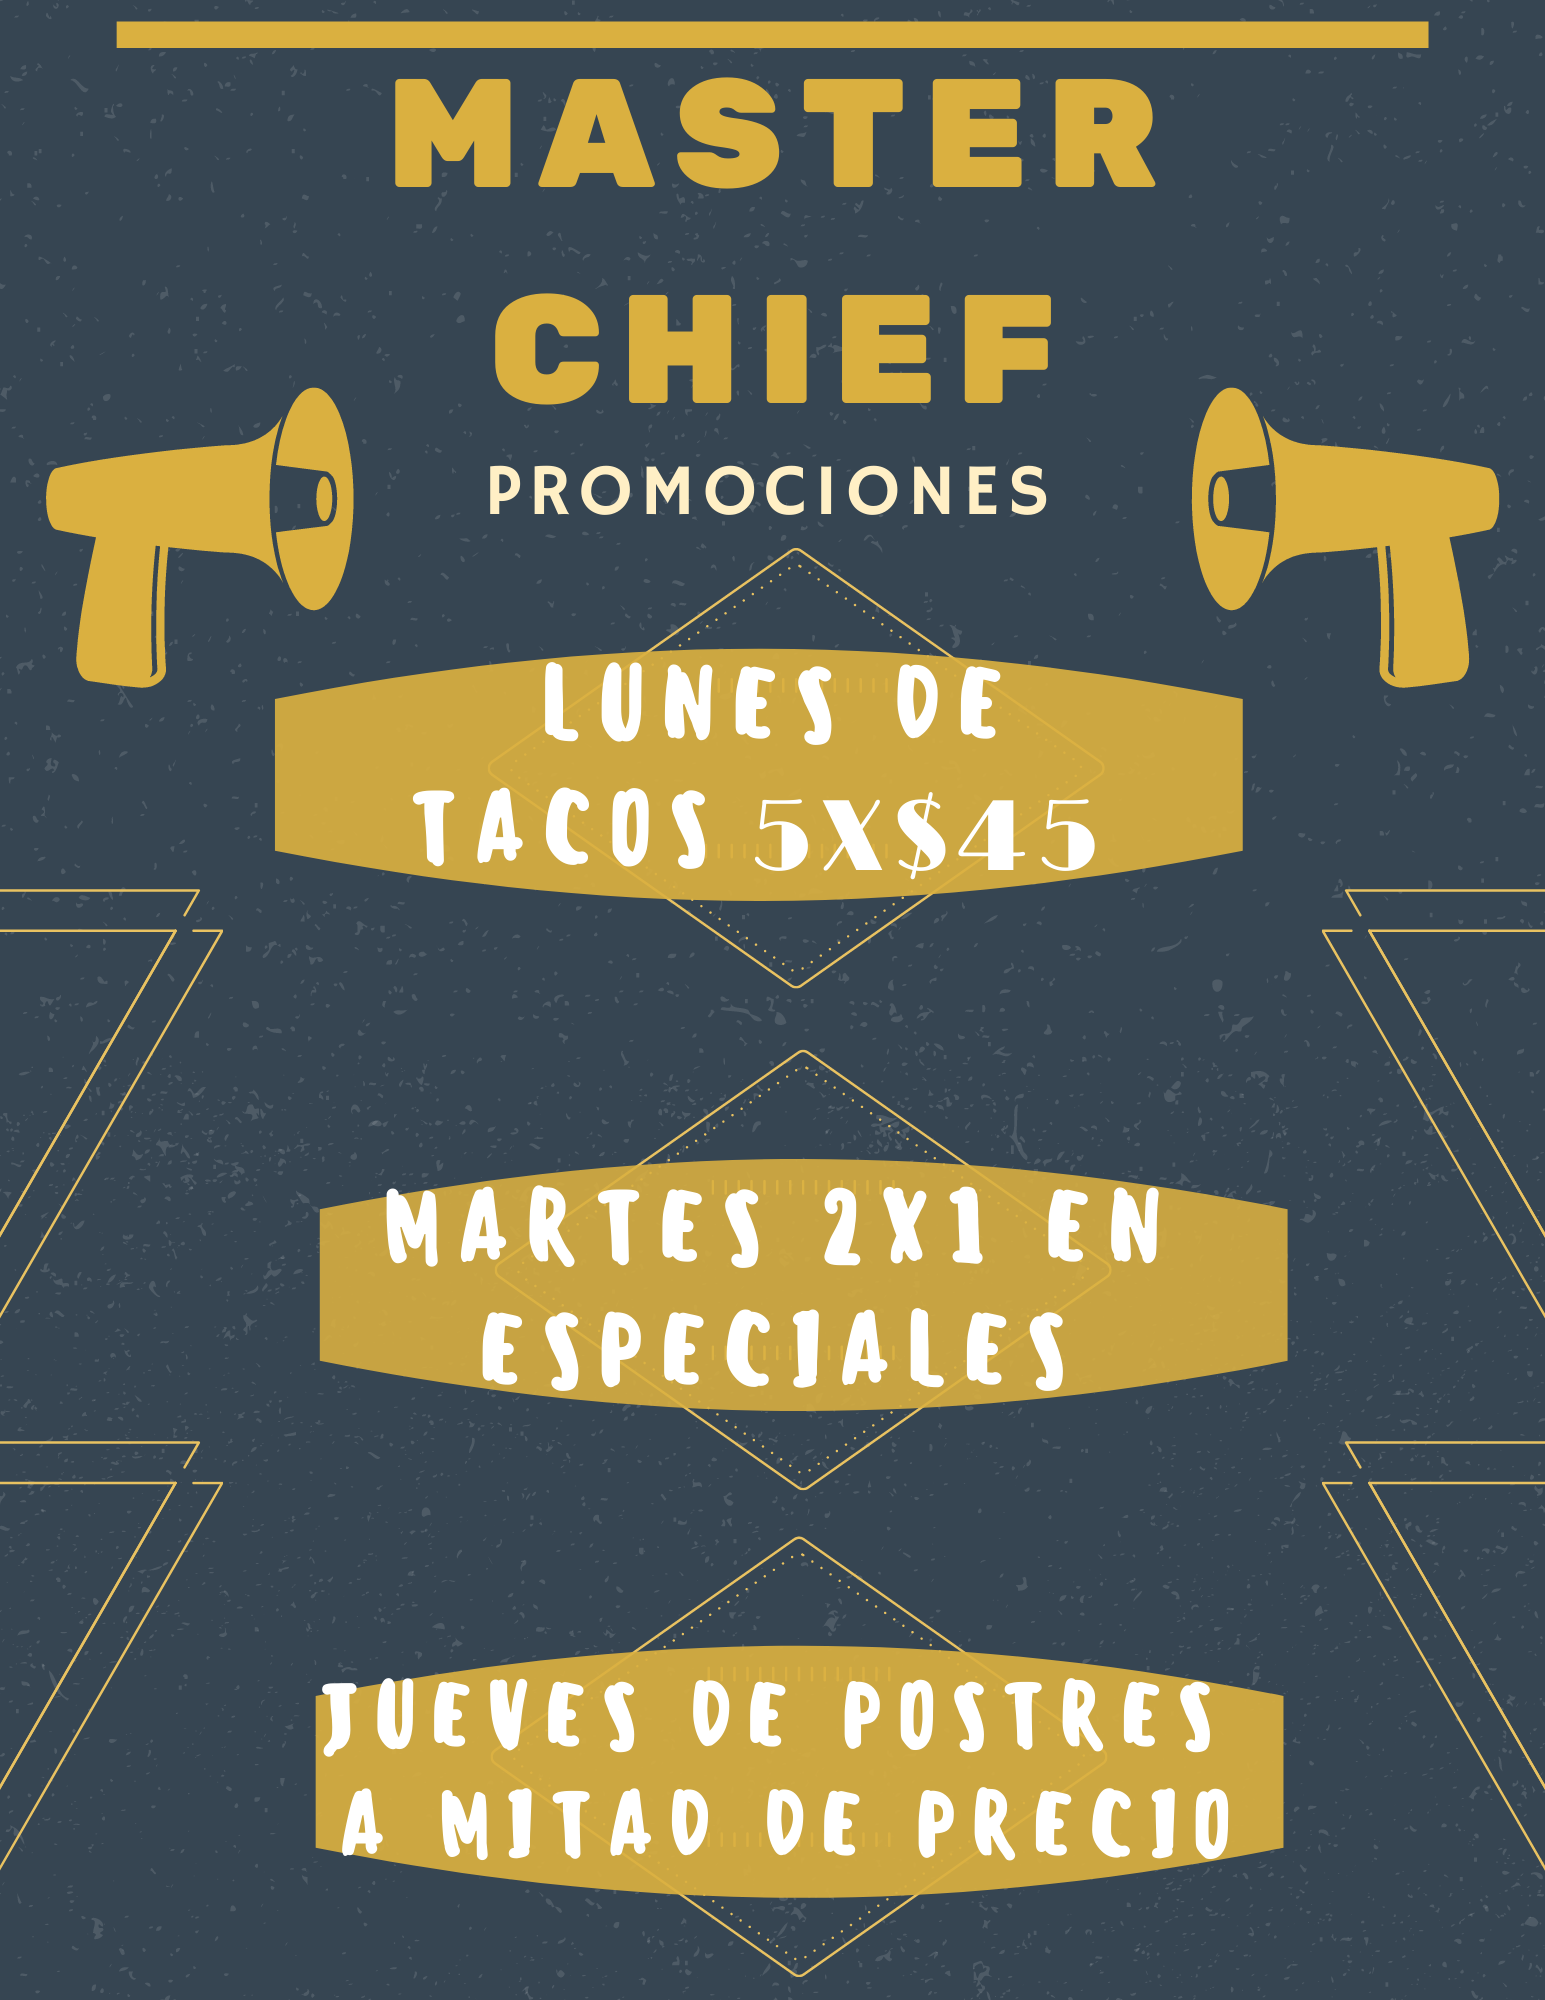 MASTER
CHIEF
PROMOCIONES
LUNES DE
TACOS 5X$45
MARTES 2X1 EN
ESPECIALES
JUEVES DE POSTRES
A MITAD DE PRECIO